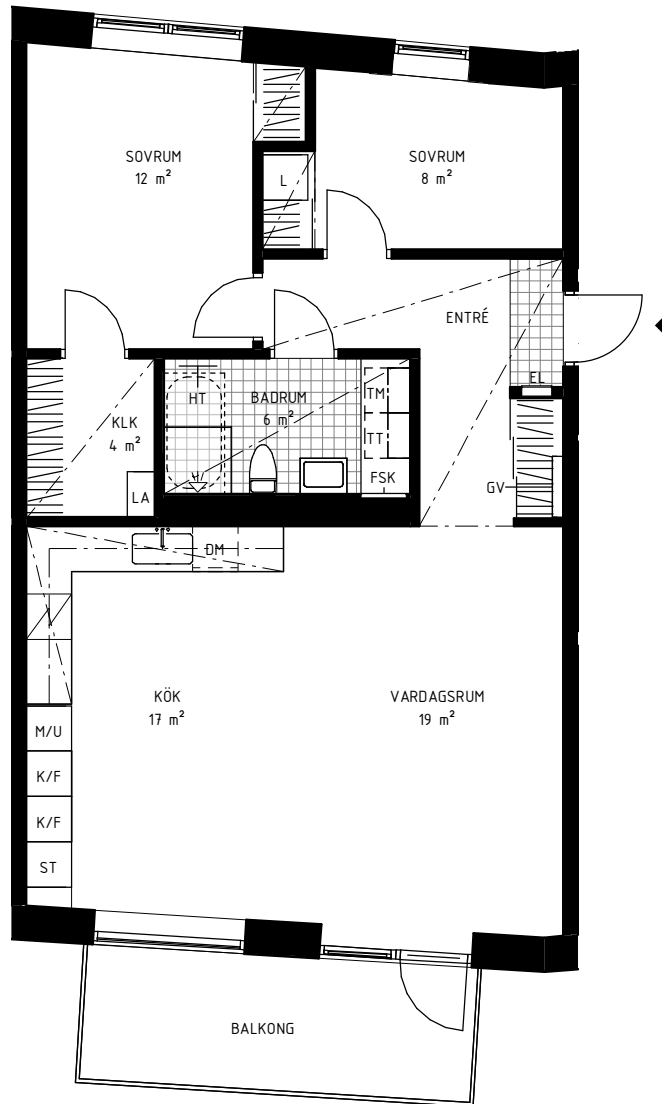 SOVRUM
12 m²
SOVRUM
8 m²
L
ENTRÉ
EL
HT
BADRUM
6 m²
TM
TT
FSK
KLK
4 m²
LA
GV
DM
KÖK
17 m²
VARDAGSRUM
19 m²
M/U
K/F
K/F
ST
BALKONG